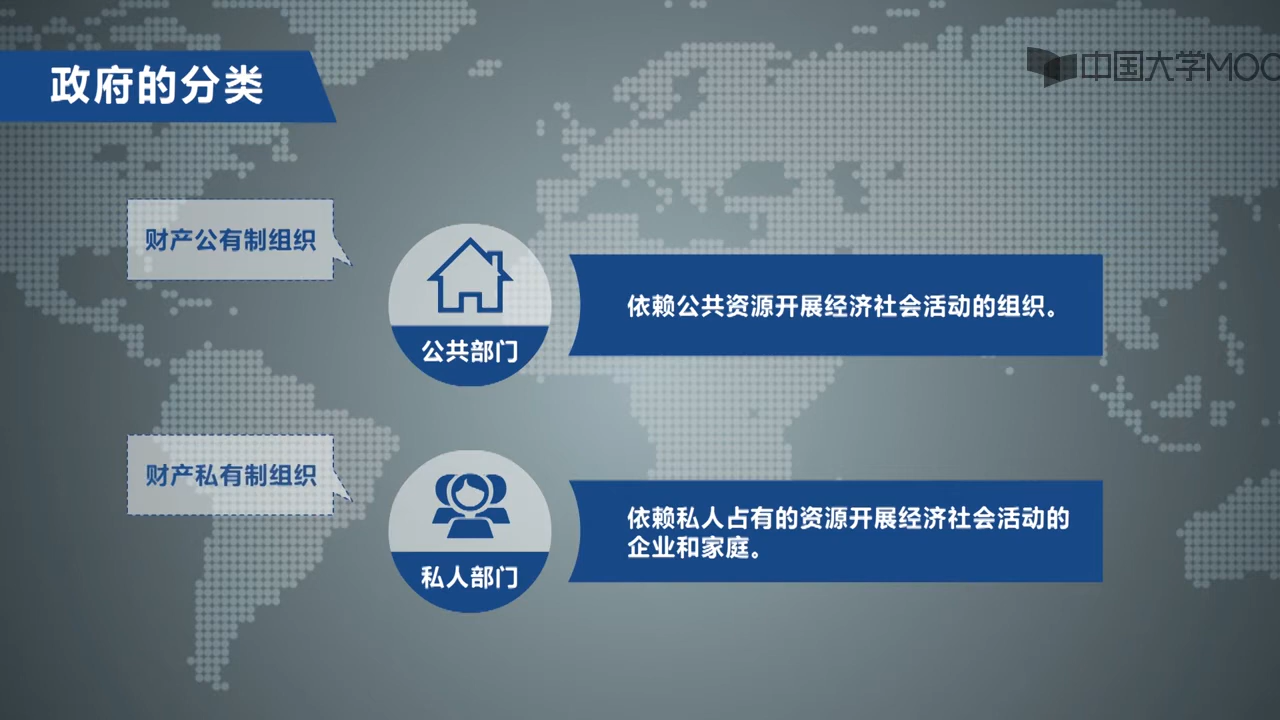 政府的分类
中国大学MOOC
财产公有制组织
公共部门
依赖公共资源开展经济社会活动的组织。
财产私有制组织
私人部门
依赖私人占有的资源开展经济社会活动的
企业和家庭。